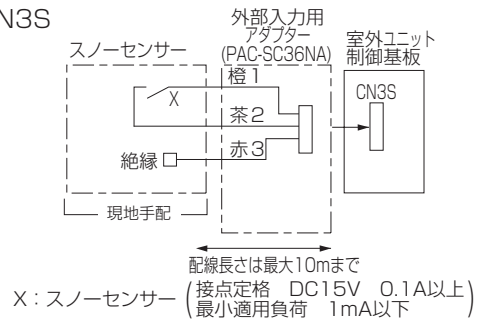 N3S
外部入力用
アダプター
(PAC-SC36NA)
スノーセンサー
室外ユニット
制御基板
橙1
X
CN3S
茶2
赤3
絶縁
現地手配
配線長さは最大10mまで
X：スノーセンサー (接点定格 DC15V 0.1A以上
最小適用負荷 1mA以下)